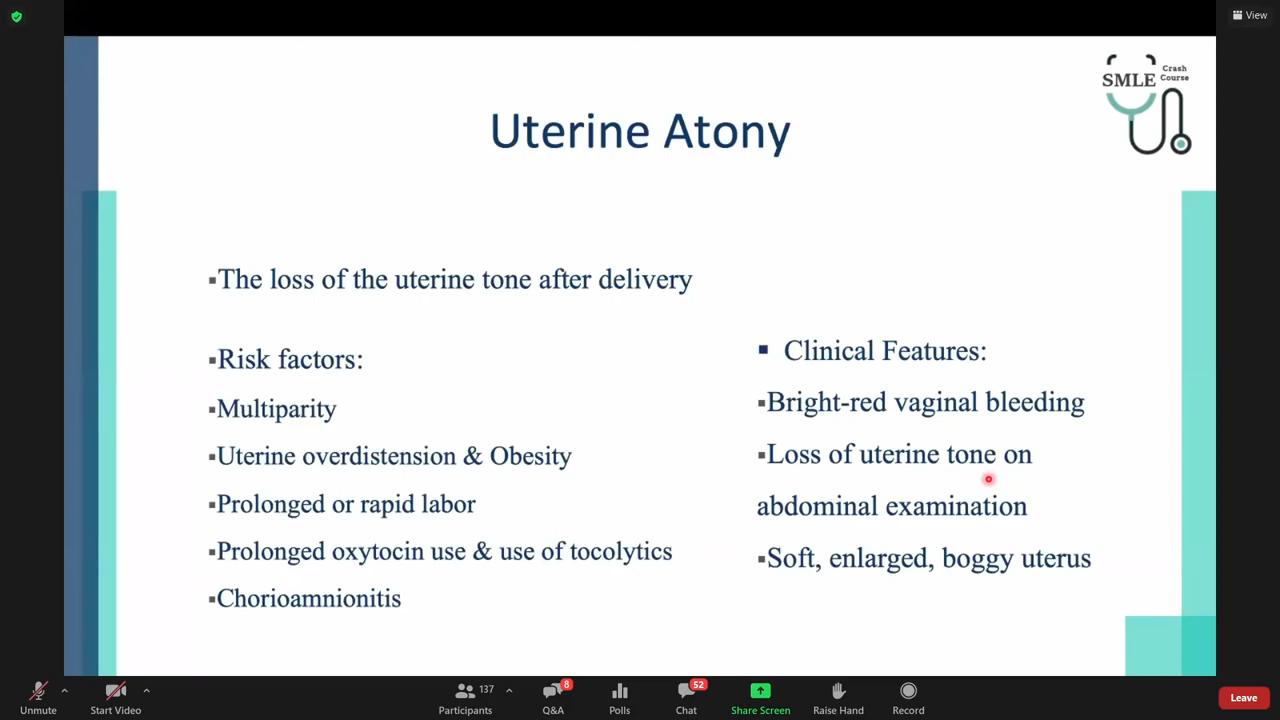 View
SMLE Crash
Course
Uterine Atony
▪The loss of the uterine tone after delivery
▪Risk factors:
▪Multiparity
▪Uterine overdistension & Obesity
▪Prolonged or rapid labor
▪Prolonged oxytocin use & use of tocolytics
▪Chorioamnionitis
▪ Clinical Features:
▪Bright-red vaginal bleeding
▪Loss of uterine tone on
abdominal examination
▪Soft, enlarged, boggy uterus
Unmute
Start Video
137
Participants
8
Q&A
Polls
52
Chat
Share Screen
Raise Hand
Record
Leave